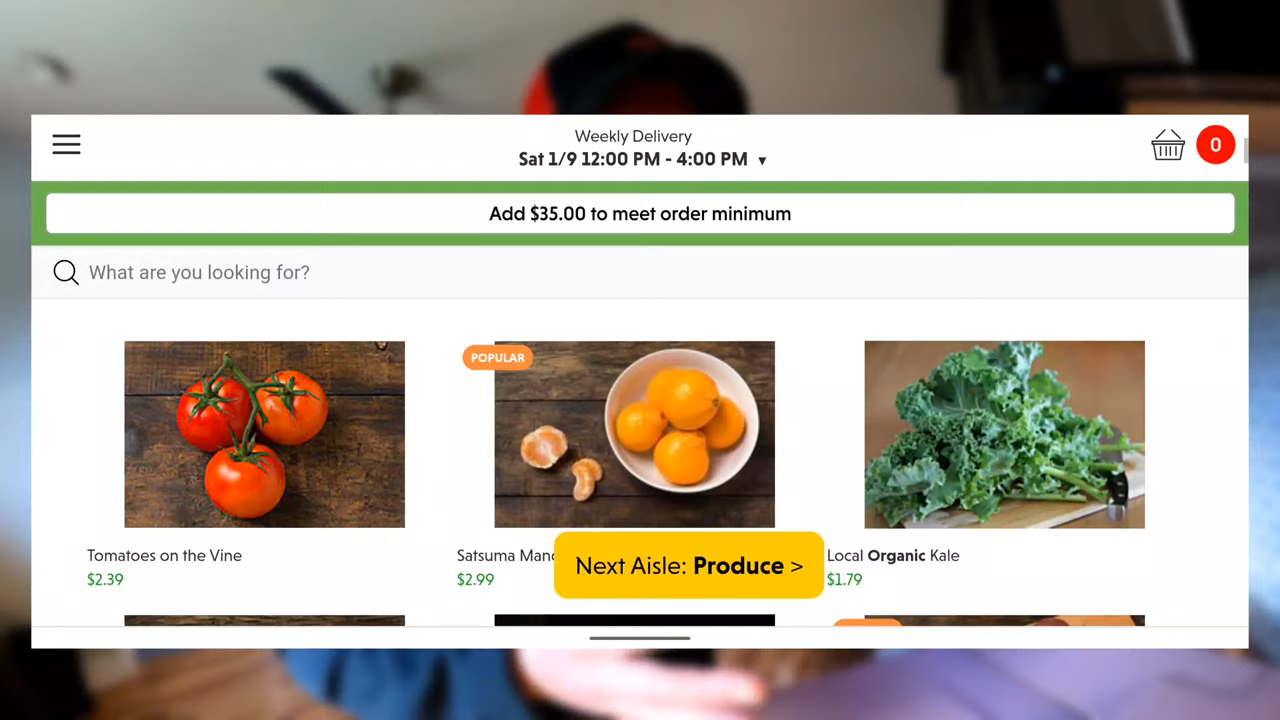 Weekly Delivery
Sat 1/9 12:00 PM - 4:00 PM ▼
0
Add $35.00 to meet order minimum
What are you looking for?
POPULAR
Tomatoes on the Vine
$2.39
Satsuma
$2.99
Local Organic Kale
$1.79
Next Aisle: Produce >